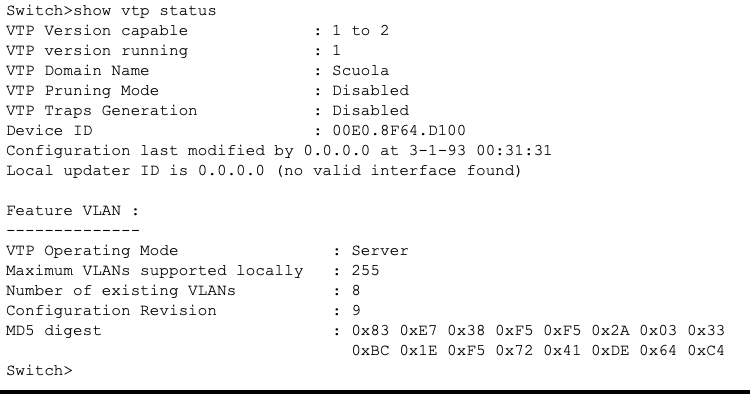 Switch>show vtp status
VTP Version capable : 1 to 2
VTP version running : 1
VTP Domain Name : Scuola
VTP Pruning Mode : Disabled
VTP Traps Generation : Disabled
Device ID : 00E0.8F64.D100
Configuration last modified by 0.0.0.0 at 3-1-93 00:31:31
Local updater ID is 0.0.0.0 (no valid interface found)
Feature VLAN :
--------------
VTP Operating Mode : Server
Maximum VLANs supported locally : 255
Number of existing VLANs : 8
Configuration Revision : 9
MD5 digest : 0x83 0xE7 0x38 0xF5 0xF5 0x2A 0x03 0x33
0xBC 0x1E 0xF5 0x72 0x41 0xDE 0x64 0xC4
Switch>